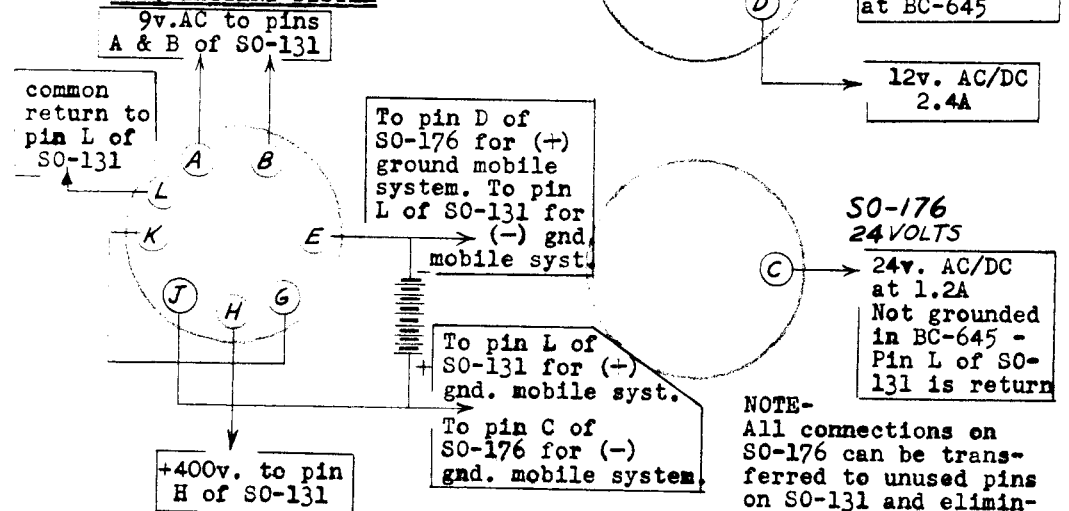 9v.AC to pins
A & B of SO-131
common
return to
pin L of
SO-131
A
B
L
K
E
J
H
G
To pin D of
SO-176 for (+)
ground mobile
system. To pin
L of SO-131 for
(-) gnd.
mobile syst.
+
To pin L of
SO-131 for (+)
gnd. mobile syst.
To pin C of
SO-176 for (-)
gnd. mobile system.
+400v. to pin
H of SO-131
D
at BC-645
12v. AC/DC
2.4A
C
SO-176
24 VOLTS
24v. AC/DC
at 1.2A
Not grounded
in BC-645 -
Pin L of SO-
131 is return
NOTE-
All connections on
SO-176 can be trans-
ferred to unused pins
on SO-131 and elimin-